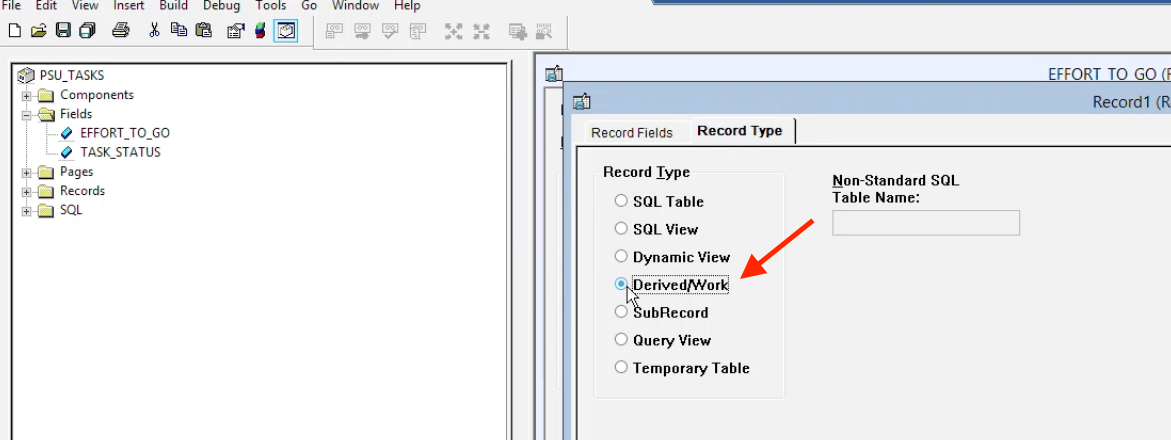 File Edit View Insert Build Debug Tools Go Window Help
PSU_TASKS
Components
Fields
EFFORT_TO_GO
TASK_STATUS
Pages
Records
SQL
EFFORT_TO_GO (
Record1 (R
Record Fields
Record Type
Record Type
SQL Table
SQL View
Dynamic View
Derived/Work
SubRecord
Query View
Temporary Table
Non-Standard SQL
Table Name: